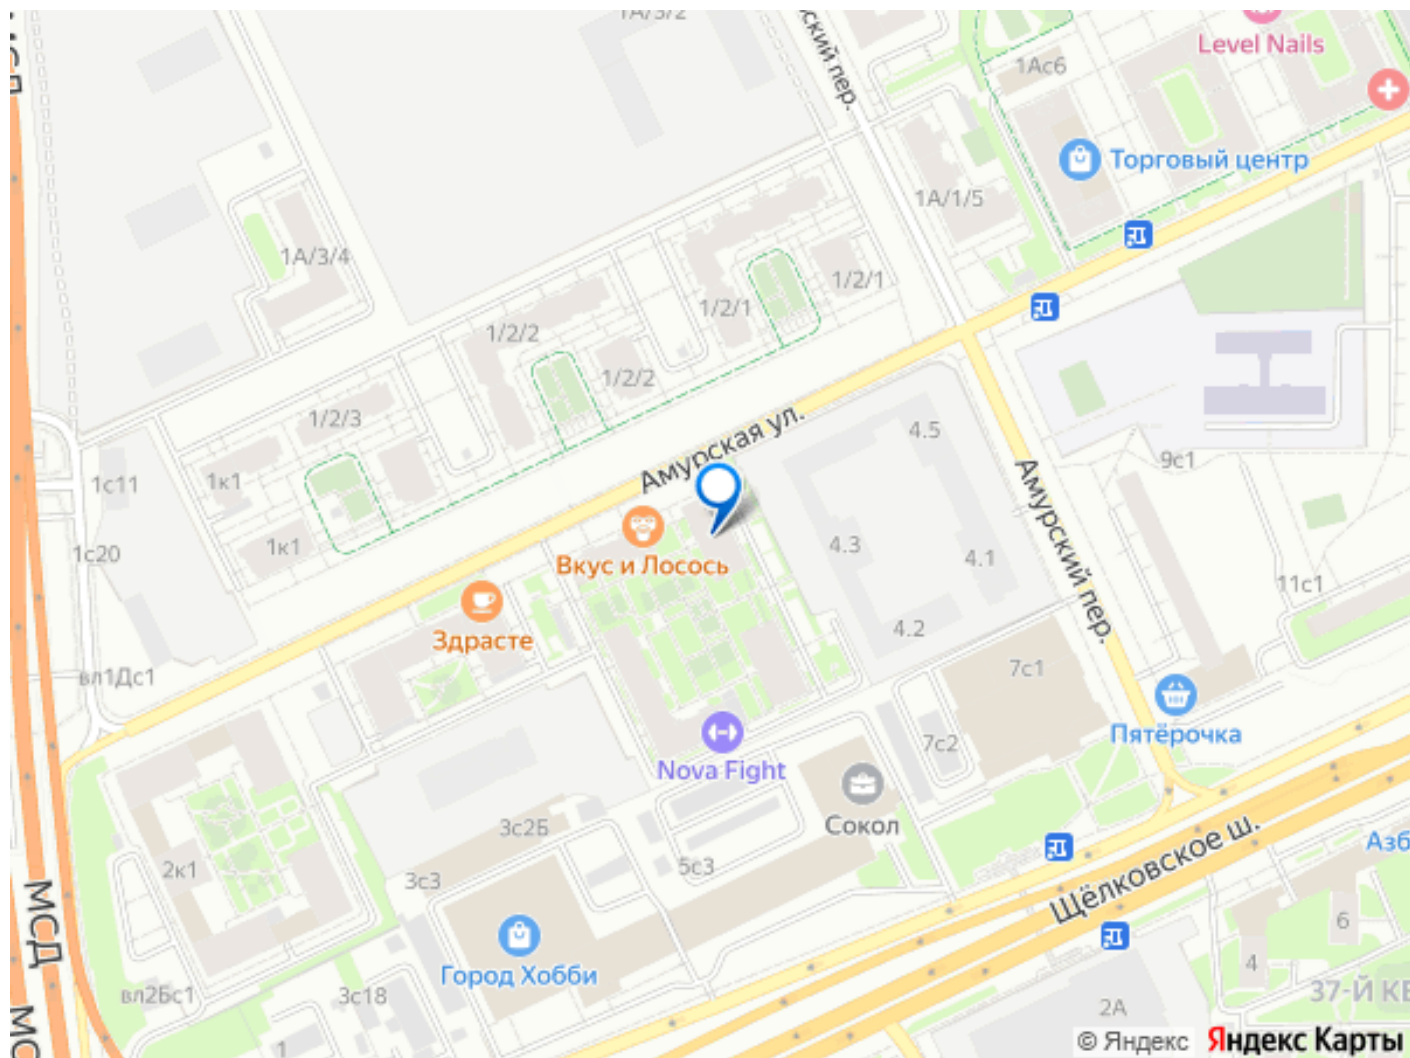 1А/3/2
ский пер.
Level Nails
1Ас6
Торговый центр
1А/1/5
1А/3/4
1/2/1
1/2/1
1/2/2
1/2/2
1/2/3
Амурская ул.
4.5
1с11
1к1
9с1
Амурский пер.
1к1
1с20
Вкус и Лосось
4.3
4.1
11с1
Здрасте
4.2
7с1
вл1Дс1
Пятёрочка
7с2
Nova Fight
Сокол
3с2Б
Щёлковское ш.
Азб
5с3
2к1
3с3
МСД
6
4
Город Хобби
вл2Бс1
3с18
37-Й КВ
2А
1
МС
© Яндекс Яндекс Карты